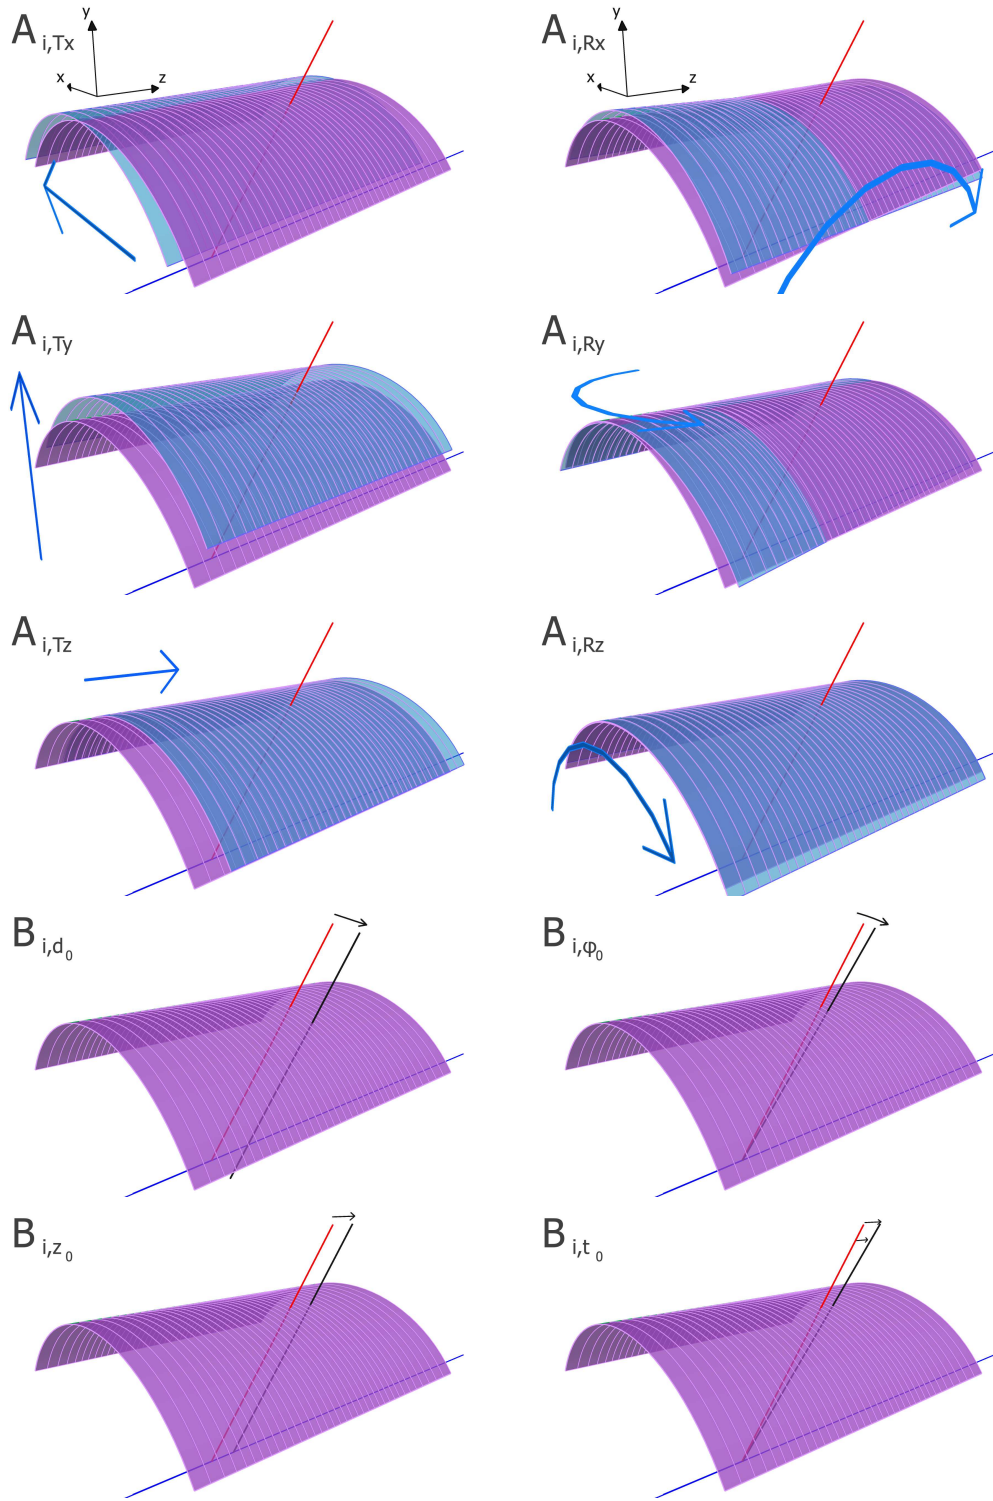 A i,Tx
y
x
z
A i,Rx
y
x
z
A i,Ty
A i,Ry
A i,Tz
A i,Rz
B i,d0
B i,φ0
B i,z0
B i,t0